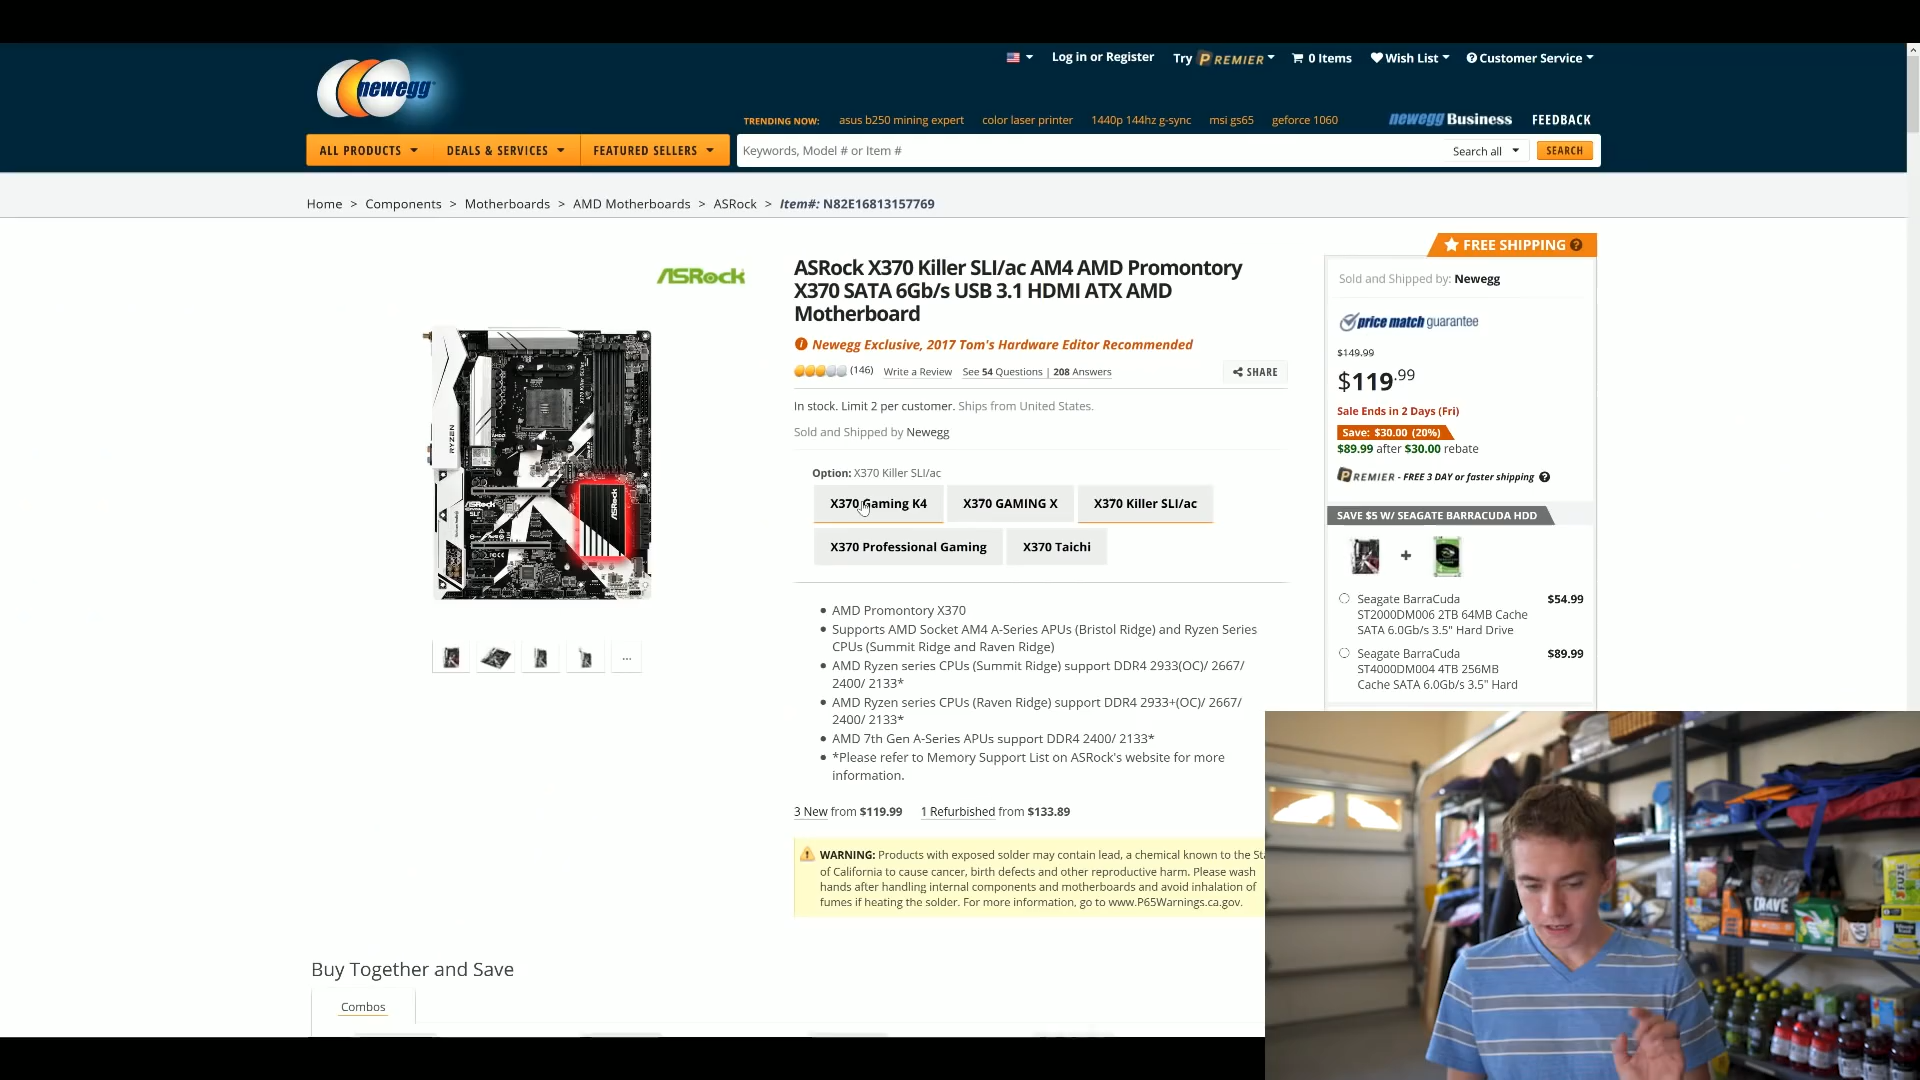 Log in or Register
Try PREMIER
0 Items
Wish List
Customer Service
newegg
TRENDING NOW: asus b250 mining expert color laser printer 1440p 144hz g-sync msi gs65 geforce 1060
newegg Business
FEEDBACK
ALL PRODUCTS
DEALS & SERVICES
FEATURED SELLERS
Keywords, Model # or Item #
Search all
SEARCH
Home > Components > Motherboards > AMD Motherboards > ASRock > Item#: N82E16813157769
ASRock
ASRock X370 Killer SLI/ac AM4 AMD Promontory
X370 SATA 6Gb/s USB 3.1 HDMI ATX AMD
Motherboard
Newegg Exclusive, 2017 Tom's Hardware Editor Recommended
(146) Write a Review See 54 Questions | 208 Answers
SHARE
In stock. Limit 2 per customer. Ships from United States.
Sold and Shipped by Newegg
Option: X370 Killer SLI/ac
X370 Gaming K4
X370 GAMING X
X370 Killer SLI/ac
X370 Professional Gaming
X370 Taichi
RYZEN
ASRock
• AMD Promontory X370
• Supports AMD Socket AM4 A-Series APUs (Bristol Ridge) and Ryzen Series
CPUs (Summit Ridge and Raven Ridge)
• AMD Ryzen series CPUs (Summit Ridge) support DDR4 2933(OC)/ 2667/
2400/ 2133*
• AMD Ryzen series CPUs (Raven Ridge) support DDR4 2933+(OC)/ 2667/
2400/ 2133*
• AMD 7th Gen A-Series APUs support DDR4 2400/ 2133*
• *Please refer to Memory Support List on ASRock's website for more
information.
3 New from $119.99 1 Refurbished from $133.89
WARNING: Products with exposed solder may contain lead, a chemical known to the Sta
of California to cause cancer, birth defects and other reproductive harm. Please wash
hands after handling internal components and motherboards and avoid inhalation of
fumes if heating the solder. For more information, go to www.P65Warnings.ca.gov.
FREE SHIPPING
Sold and Shipped by: Newegg
price match guarantee
$149.99
$119.99
Sale Ends in 2 Days (Fri)
Save: $30.00 (20%)
$89.99 after $30.00 rebate
PREMIER - FREE 3 DAY or faster shipping
SAVE $5 W/ SEAGATE BARRACUDA HDD
+
Seagate BarraCuda $54.99
ST2000DM006 2TB 64MB Cache
SATA 6.0Gb/s 3.5" Hard Drive
Seagate BarraCuda $89.99
ST4000DM004 4TB 256MB
Cache SATA 6.0Gb/s 3.5" Hard
Buy Together and Save
Combos
CRAVE
FUZE